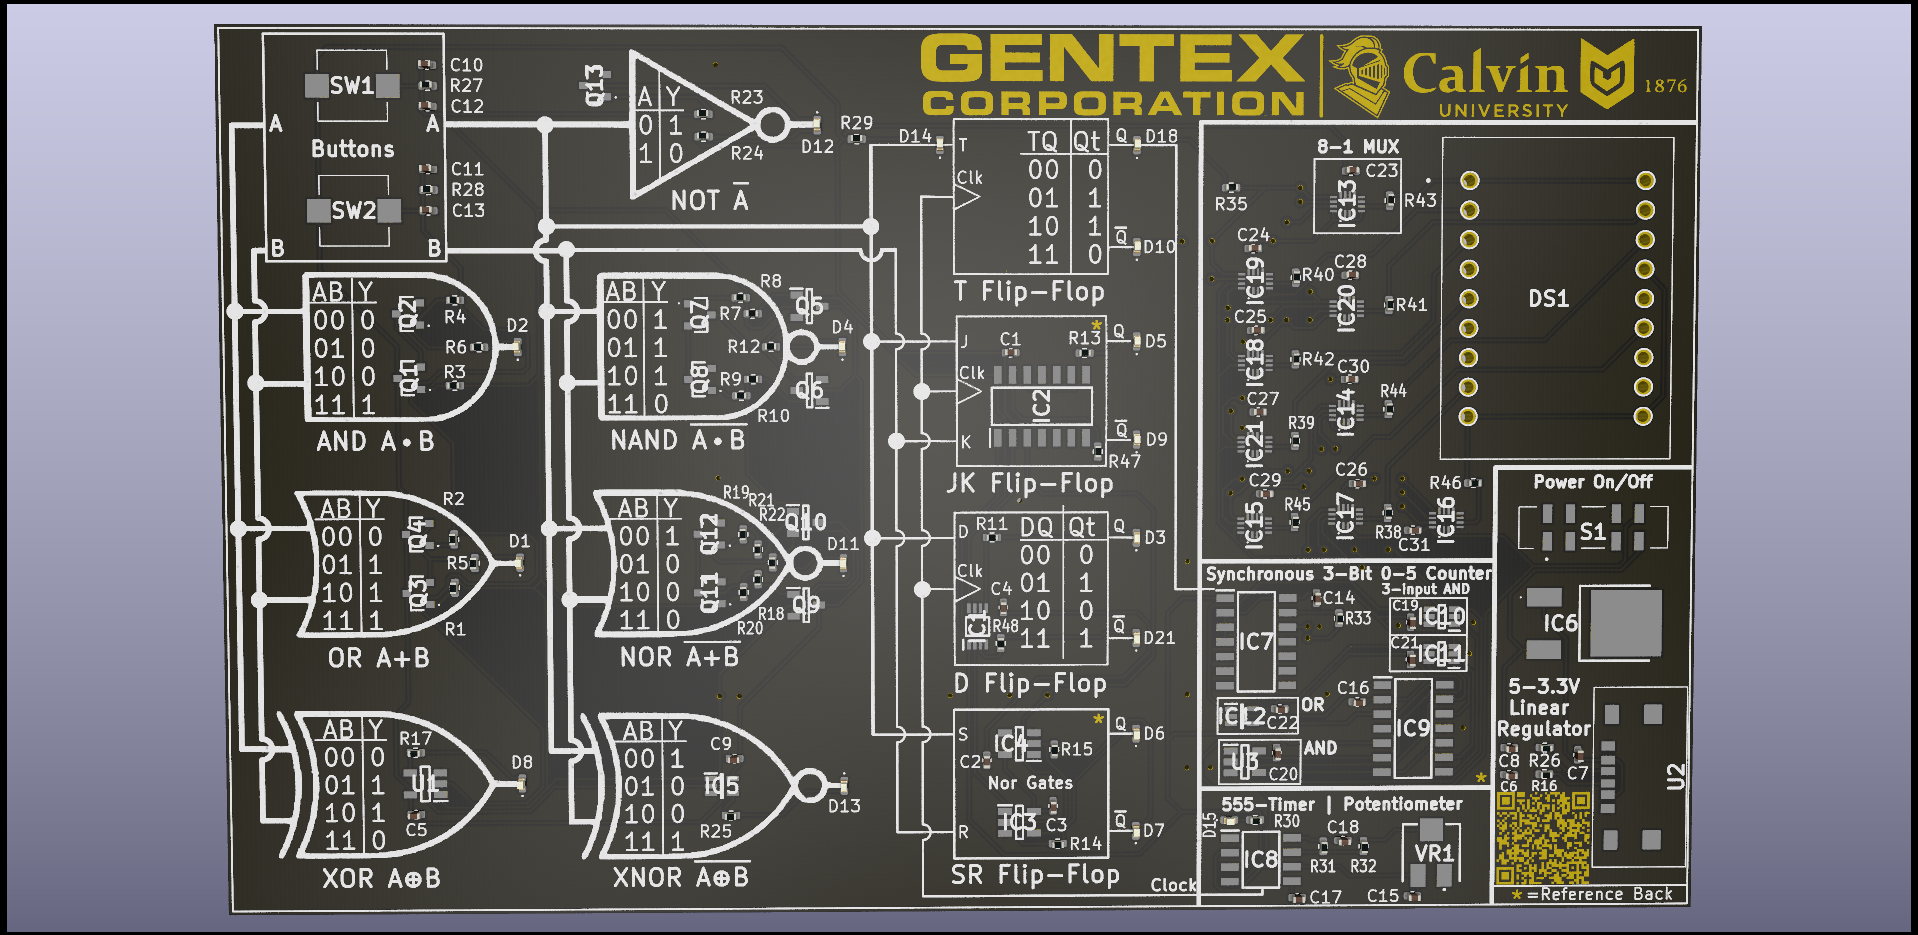 GENTEX
CORPORATION
Calvin
UNIVERSITY
1876
SW1
C10
R27
C12
A
A
Buttons
C11
R28
C13
SW2
B
B
Q13
A Y
0 1
1 0
R23
R24
D12
R29
NOT A̅
AB Y
00 0
01 0
10 0
11 1
Q2
R4
R6
Q1
R3
D2
AND A•B
AB Y
00 1
01 1
10 1
11 0
Q7
R8
R7
R12
Q8
R9
R10
Q5
D4
Q6
NAND A̅•̅B̅
AB Y
00 0
01 1
10 1
11 1
R2
Q4
R5
Q3
R1
D1
OR A+B
AB Y
00 1
01 0
10 0
11 0
R19
R21
R22
Q10
Q12
D11
Q11
Q9
R18
R20
NOR A̅+̅B̅
AB Y
00 0
01 1
10 1
11 0
R17
U1
C5
D8
XOR A⊕B
AB Y
00 1
01 0
10 0
11 1
C9
IC5
R25
D13
XNOR A̅⊕̅B̅
D14
T
Clk
TQ Qt
00 0
01 1
10 1
11 0
Q D18
Q̅ D10
T Flip-Flop
J
Clk
K
C1
R13
*
IC2
R47
Q D5
Q̅ D9
JK Flip-Flop
D
R11
Clk
C4
IC1
R48
DQ Qt
00 0
01 1
10 0
11 1
Q D3
Q̅ D21
D Flip-Flop
S
IC4
R15
C2
Nor Gates
IC3
C3
R14
R
*
Q D6
Q̅ D7
SR Flip-Flop
Clock
8-1 MUX
C23
IC13
R43
R35
C24
IC19
R40
C28
IC20
R41
C25
IC18
R42
C30
IC14
R44
C27
IC21
R39
C26
C29
R45
IC15
IC17
R38
C31
R46
IC16
DS1
Power On/Off
S1
IC6
5-3.3V
Linear
Regulator
C8 R26 C7
C6 R16
U2
Synchronous 3-Bit 0-5 Counter
3-input AND
C14
R33
C19
IC10
C21
IC11
IC7
C16
IC9
IC12
C22
OR
U3
C20
AND
*
555-Timer | Potentiometer
D15
R30
IC8
C18
R31
R32
VR1
C17
C15
*=Reference Back